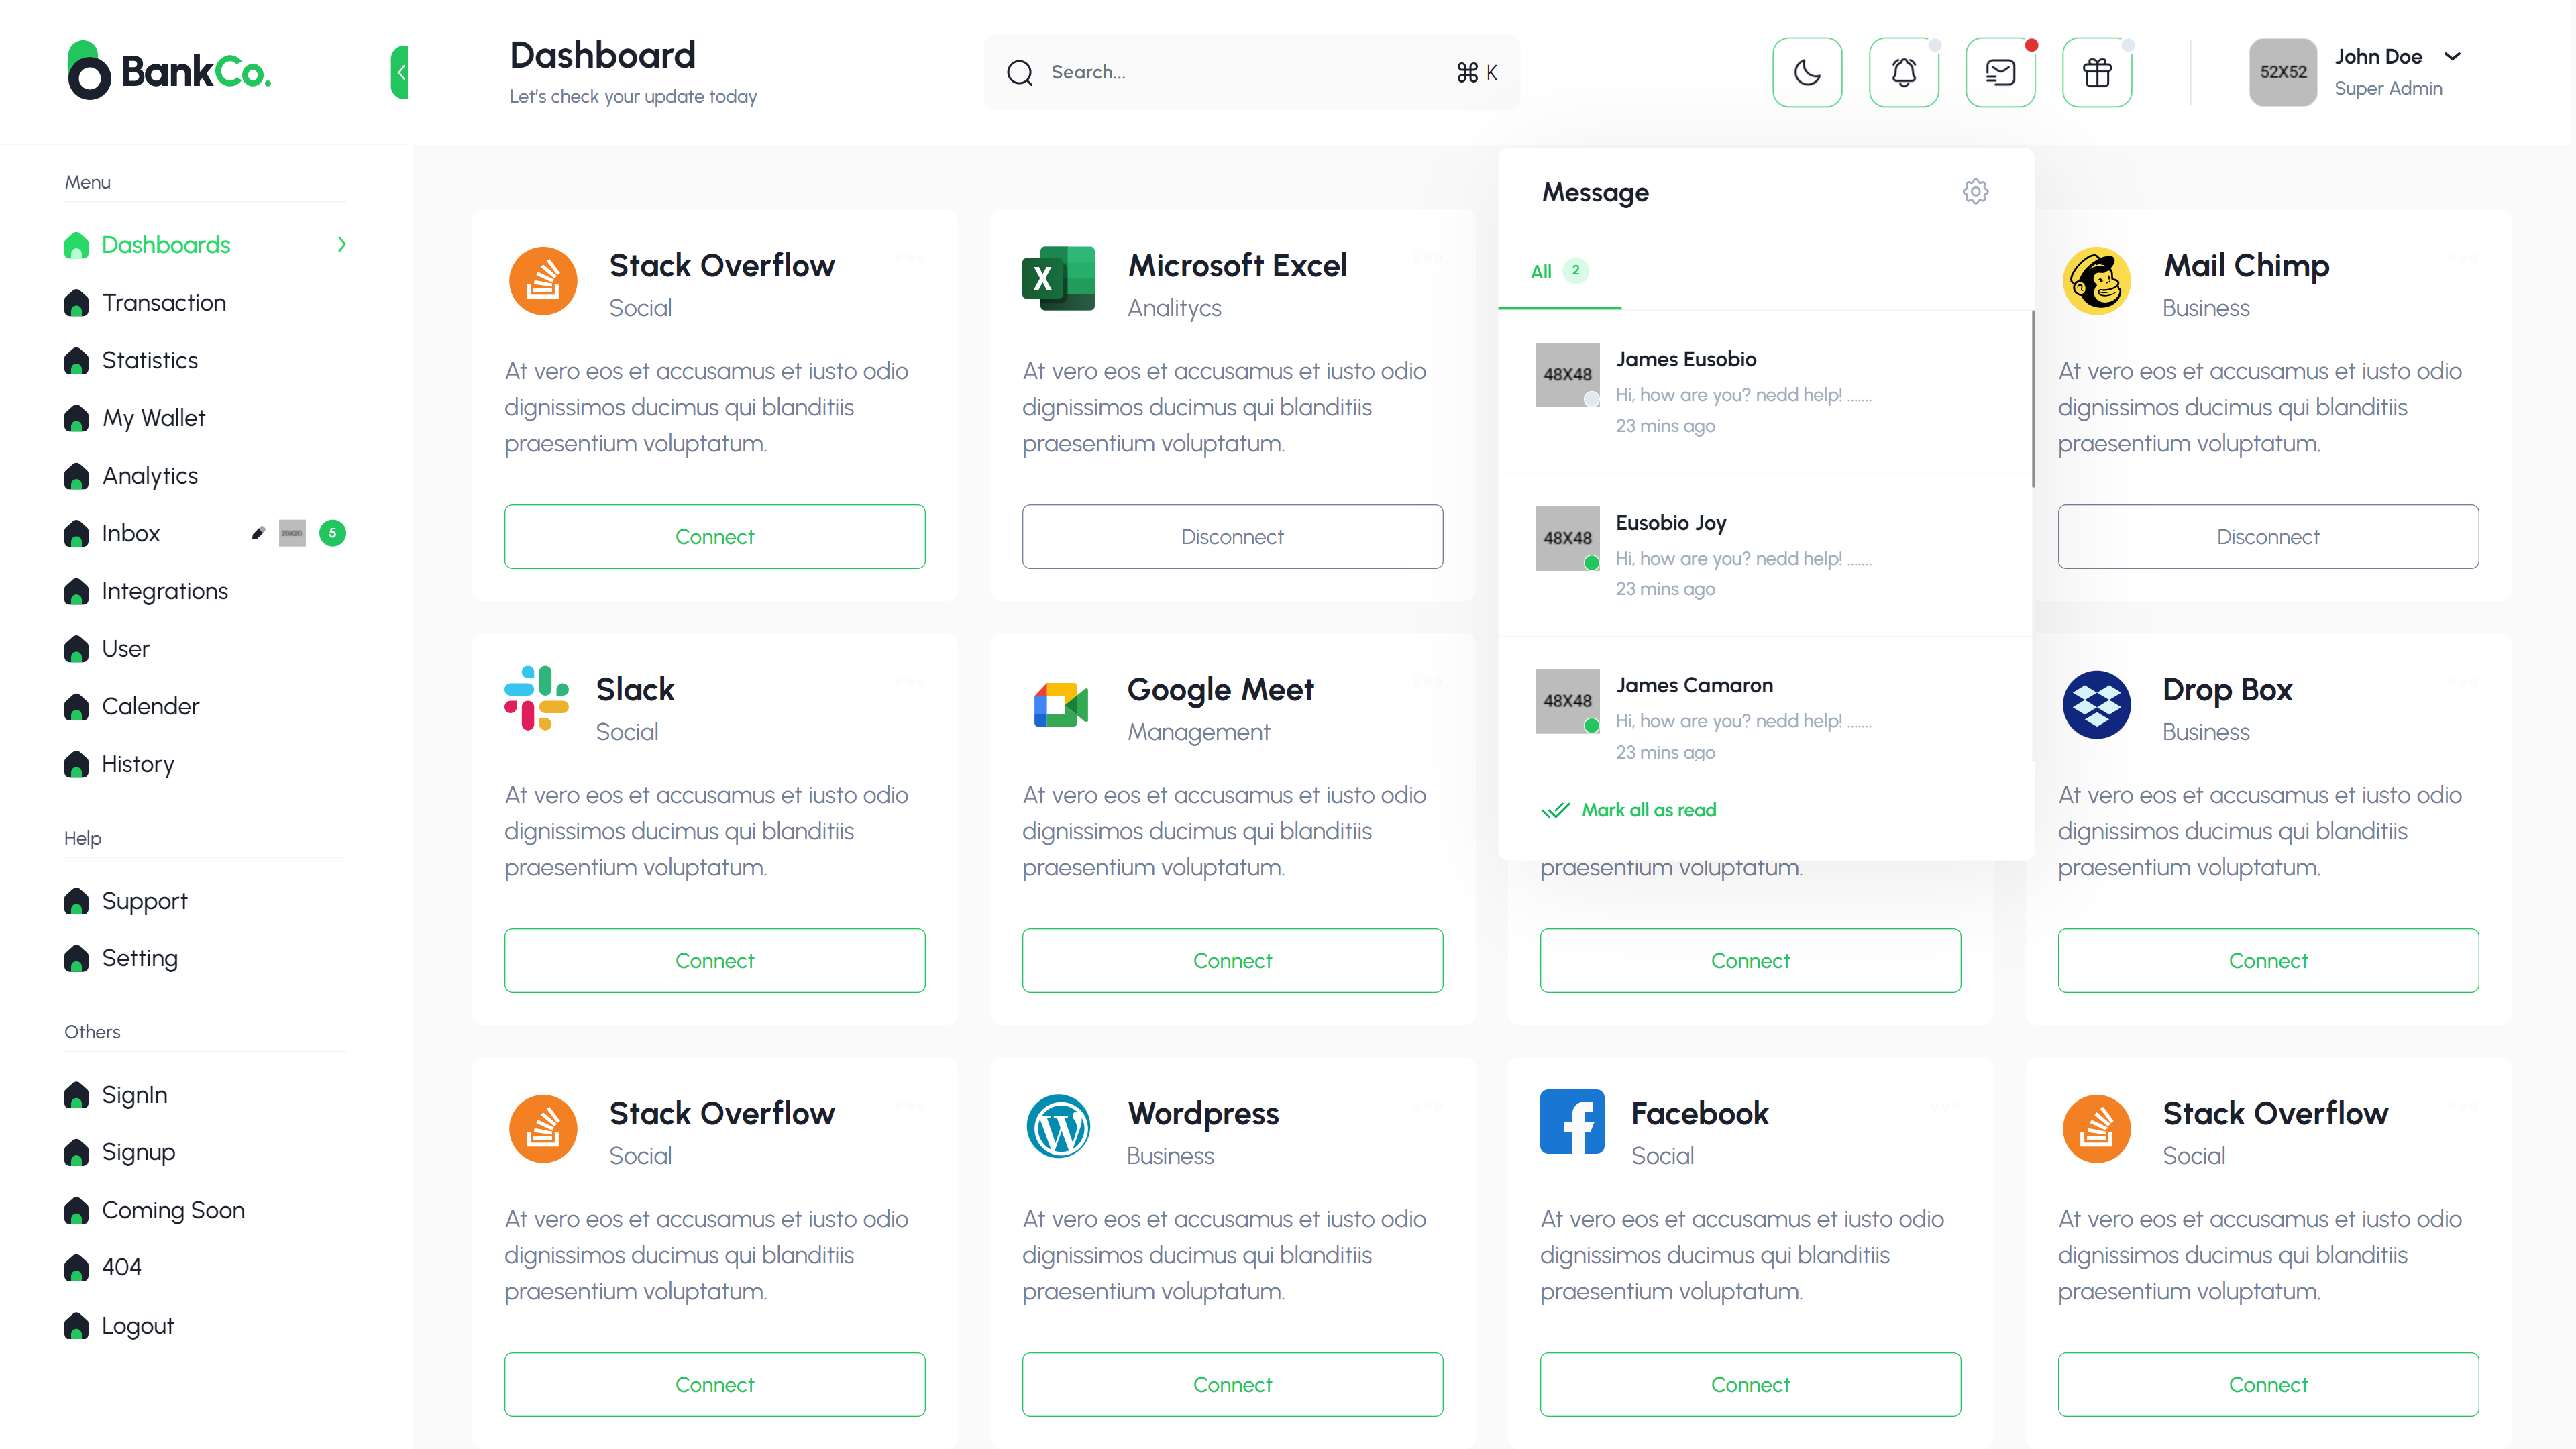 BankCo.
Dashboard
Let's check your update today
Search...
⌘ K
52X52
John Doe
Super Admin
Menu
Dashboards
Transaction
Statistics
My Wallet
Analytics
Inbox
5
Integrations
User
Calender
History
Help
Support
Setting
Others
SignIn
Signup
Coming Soon
404
Logout
Stack Overflow
Social
At vero eos et accusamus et iusto odio
dignissimos ducimus qui blanditiis
praesentium voluptatum.
Connect
Microsoft Excel
Analitycs
At vero eos et accusamus et iusto odio
dignissimos ducimus qui blanditiis
praesentium voluptatum.
Disconnect
Message
All 2
48X48
James Eusobio
Hi, how are you? nedd help! .......
23 mins ago
48X48
Eusobio Joy
Hi, how are you? nedd help! .......
23 mins ago
48X48
James Camaron
Hi, how are you? nedd help! .......
23 mins ago
Mark all as read
Mail Chimp
Business
At vero eos et accusamus et iusto odio
dignissimos ducimus qui blanditiis
praesentium voluptatum.
Disconnect
Slack
Social
At vero eos et accusamus et iusto odio
dignissimos ducimus qui blanditiis
praesentium voluptatum.
Connect
Google Meet
Management
At vero eos et accusamus et iusto odio
dignissimos ducimus qui blanditiis
praesentium voluptatum.
Connect
praesentium voluptatum.
Connect
Drop Box
Business
At vero eos et accusamus et iusto odio
dignissimos ducimus qui blanditiis
praesentium voluptatum.
Connect
Stack Overflow
Social
At vero eos et accusamus et iusto odio
dignissimos ducimus qui blanditiis
praesentium voluptatum.
Connect
Wordpress
Business
At vero eos et accusamus et iusto odio
dignissimos ducimus qui blanditiis
praesentium voluptatum.
Connect
Facebook
Social
At vero eos et accusamus et iusto odio
dignissimos ducimus qui blanditiis
praesentium voluptatum.
Connect
Stack Overflow
Social
At vero eos et accusamus et iusto odio
dignissimos ducimus qui blanditiis
praesentium voluptatum.
Connect